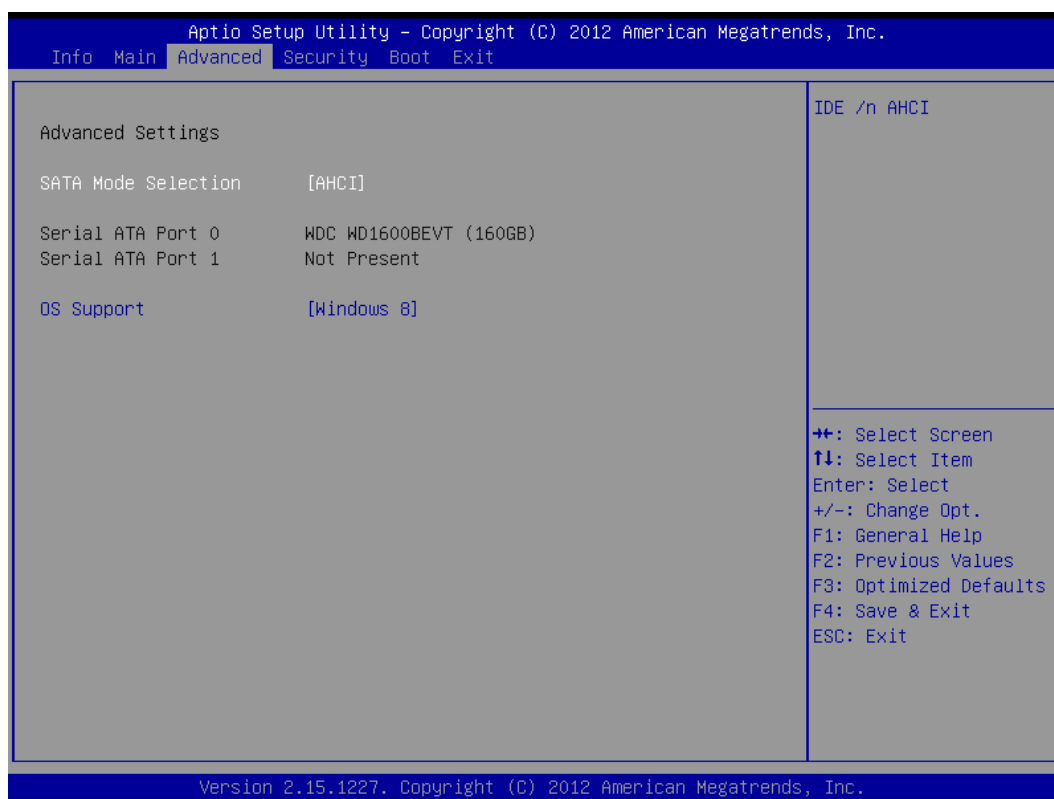 Aptio Setup Utility – Copyright (C) 2012 American Megatrends, Inc.
Info Main Advanced Security Boot Exit
Advanced Settings
SATA Mode Selection [AHCI]
Serial ATA Port 0 WDC WD1600BEVT (160GB)
Serial ATA Port 1 Not Present
OS Support [Windows 8]
IDE /n AHCI
→←: Select Screen
↑↓: Select Item
Enter: Select
+/-: Change Opt.
F1: General Help
F2: Previous Values
F3: Optimized Defaults
F4: Save & Exit
ESC: Exit
Version 2.15.1227. Copyright (C) 2012 American Megatrends, Inc.